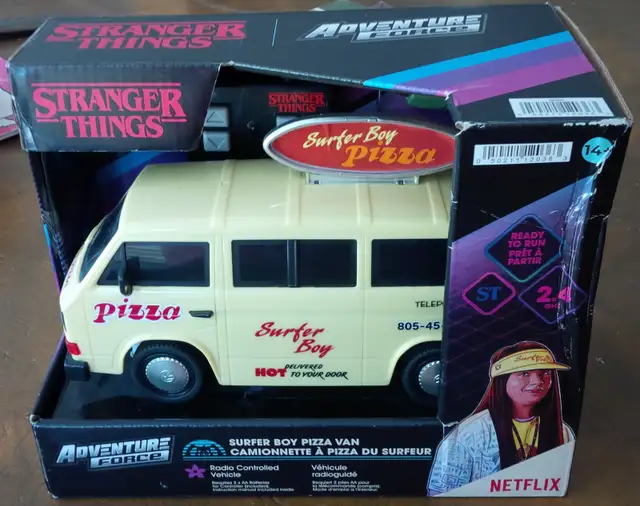 STRANGER
THINGS
ADVENTURE
FORCE
STRANGER
THINGS
STRANGER
THINGS
Surfer Boy
Pizza
14+
READY
TO RUN
PRÊT À
PARTIR
ST
2.4
GHz
Pizza
Surfer
Boy
HOT DELIVERED
TO YOUR DOOR
TELEP
805-45
ADVENTURE
FORCE
SURFER BOY PIZZA VAN
CAMIONNETTE À PIZZA DU SURFEUR
Radio Controlled
Vehicle
Véhicule
radioguidé
NETFLIX